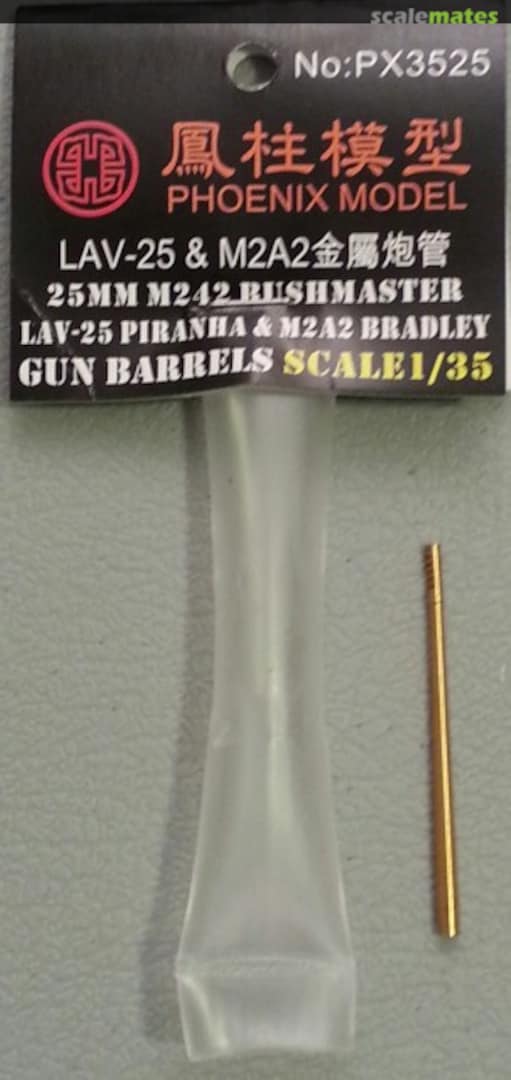 scalemates
No:PX3525
鳳柱模型
PHOENIX MODEL
LAV-25 & M2A2金屬炮管
25MM M242 BUSHMASTER
LAV-25 PIRANHA & M2A2 BRADLEY
GUN BARRELS SCALE1/35